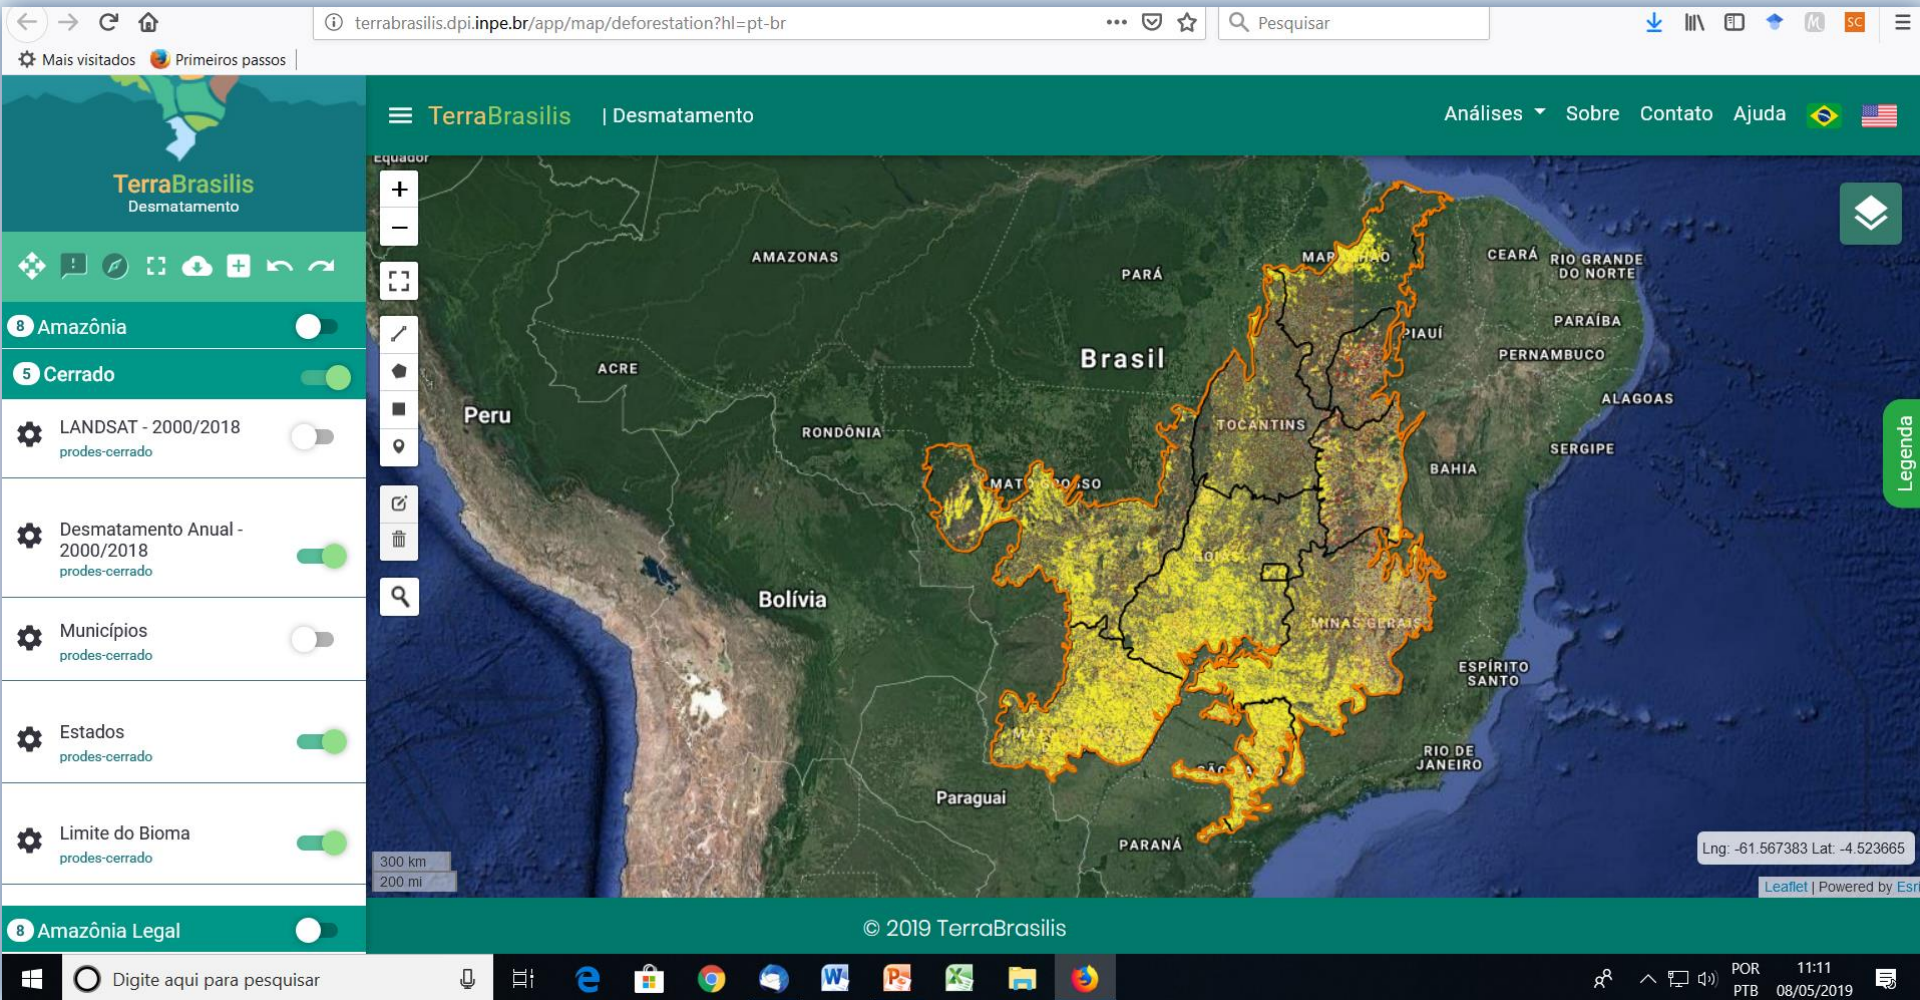 terrabrasilis.dpi.inpe.br/app/map/deforestation?hl=pt-br
Pesquisar
SC
Mais visitados
Primeiros passos
TerraBrasilis
Desmatamento
8 Amazônia
5 Cerrado
LANDSAT - 2000/2018
prodes-cerrado
Desmatamento Anual -
2000/2018
prodes-cerrado
Municípios
prodes-cerrado
Estados
prodes-cerrado
Limite do Bioma
prodes-cerrado
8 Amazônia Legal
TerraBrasilis | Desmatamento
Análises Sobre Contato Ajuda
Equador
AMAZONAS
PARÁ
CEARÁ
RIO GRANDE
DO NORTE
PARAÍBA
PIAUÍ
PERNAMBUCO
Brasil
ACRE
ALAGOAS
Peru
RONDÔNIA
TOCANTINS
SERGIPE
BAHIA
MATO GROSSO
GOIÁS
Bolívia
MINAS GERAIS
ESPÍRITO
SANTO
RIO DE
JANEIRO
Paraguai
PARANÁ
Legenda
300 km
200 mi
Lng: -61.567383 Lat: -4.523665
Leaflet | Powered by Esri
© 2019 TerraBrasilis
Digite aqui para pesquisar
POR
PTB
11:11
08/05/2019